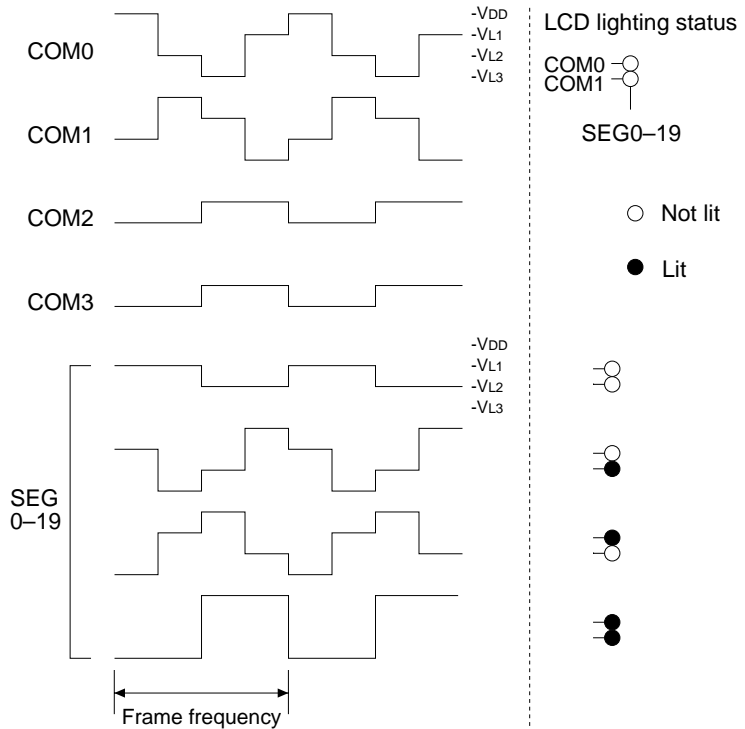 COM0
-VDD
-VL1
-VL2
-VL3
COM1
COM2
COM3
-VDD
-VL1
-VL2
-VL3
SEG
0–19
Frame frequency
LCD lighting status
COM0
COM1
SEG0–19
Not lit
Lit